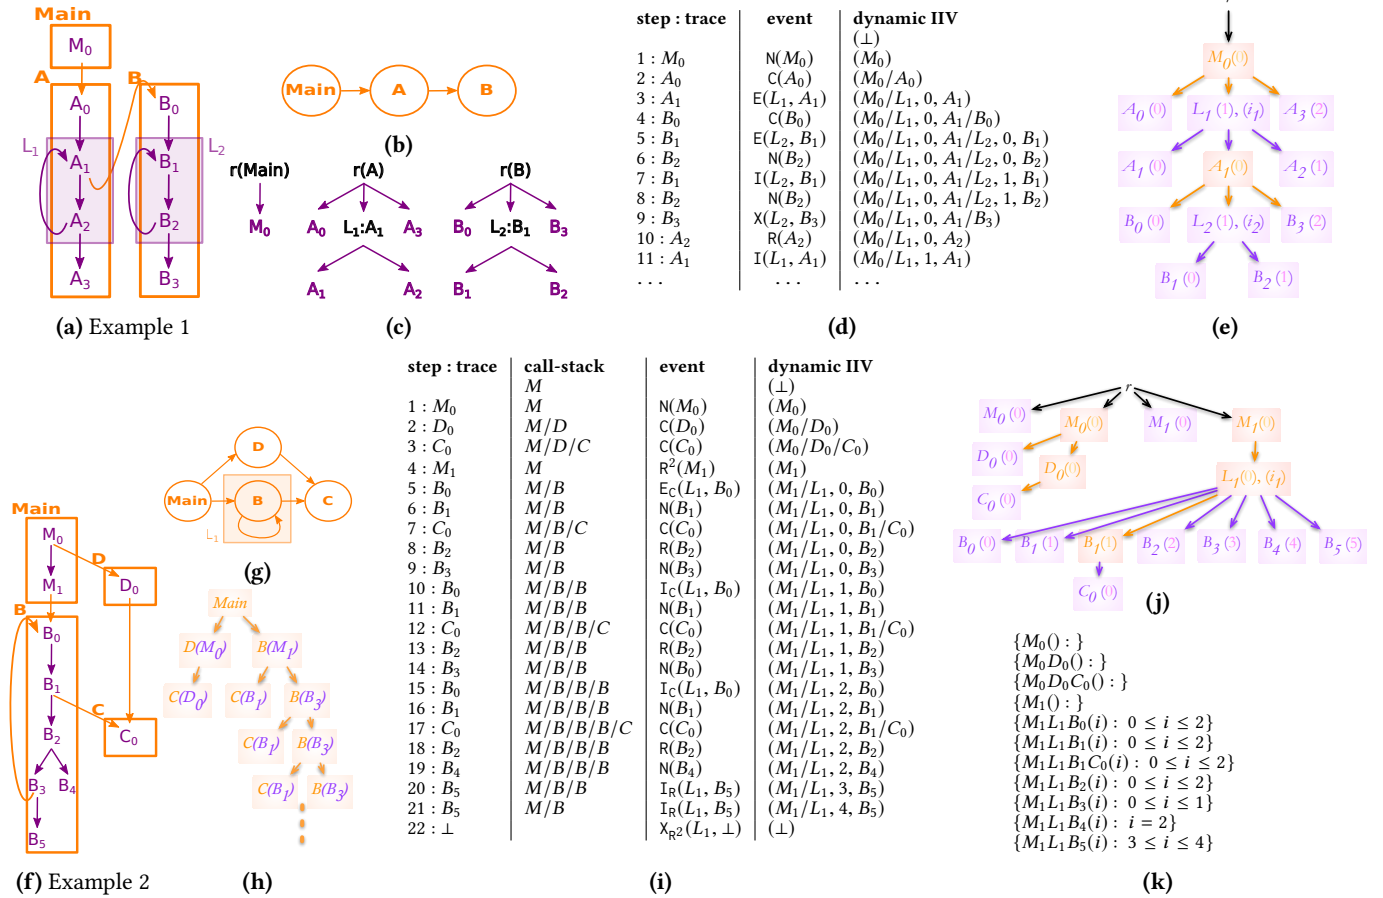 Main
M0
A
B
A0
B0
L1
L2
A1
B1
A2
B2
A3
B3
(a) Example 1
Main
A
B
(b)
r(Main)
r(A)
r(B)
M0
A0
L1:A1
A3
B0
L2:B1
B3
A1
A2
B1
B2
(c)
step : trace event dynamic IIV
(⊥)
1 : M0 N(M0) (M0)
2 : A0 C(A0) (M0/A0)
3 : A1 E(L1, A1) (M0/L1, 0, A1)
4 : B0 C(B0) (M0/L1, 0, A1/B0)
5 : B1 E(L2, B1) (M0/L1, 0, A1/L2, 0, B1)
6 : B2 N(B2) (M0/L1, 0, A1/L2, 0, B2)
7 : B1 I(L2, B1) (M0/L1, 0, A1/L2, 1, B1)
8 : B2 N(B2) (M0/L1, 0, A1/L2, 1, B2)
9 : B3 X(L2, B3) (M0/L1, 0, A1/B3)
10 : A2 R(A2) (M0/L1, 0, A2)
11 : A1 I(L1, A1) (M0/L1, 1, A1)
... ... ...
(d)
M0(0)
A0(0) L1(1), (i1) A3(2)
A1(0) A1(0) A2(1)
B0(0) L2(1), (i2) B3(2)
B1(0) B2(1)
(e)
Main
M0
D
M1
D0
B
B0
B1
C
B2
C0
B3 B4
B5
(f) Example 2
D
Main
B
C
L1
(g)
Main
D(M0) B(M1)
C(D0) C(B1) B(B3)
C(B1) B(B3)
C(B1) B(B3)
(h)
step : trace call-stack event dynamic IIV
M (⊥)
1 : M0 M N(M0) (M0)
2 : D0 M/D C(D0) (M0/D0)
3 : C0 M/D/C C(C0) (M0/D0/C0)
4 : M1 M R²(M1) (M1)
5 : B0 M/B EC(L1, B0) (M1/L1, 0, B0)
6 : B1 M/B N(B1) (M1/L1, 0, B1)
7 : C0 M/B/C C(C0) (M1/L1, 0, B1/C0)
8 : B2 M/B R(B2) (M1/L1, 0, B2)
9 : B3 M/B N(B3) (M1/L1, 0, B3)
10 : B0 M/B/B IC(L1, B0) (M1/L1, 1, B0)
11 : B1 M/B/B N(B1) (M1/L1, 1, B1)
12 : C0 M/B/B/C C(C0) (M1/L1, 1, B1/C0)
13 : B2 M/B/B R(B2) (M1/L1, 1, B2)
14 : B3 M/B/B N(B0) (M1/L1, 1, B3)
15 : B0 M/B/B/B IC(L1, B0) (M1/L1, 2, B0)
16 : B1 M/B/B/B N(B1) (M1/L1, 2, B1)
17 : C0 M/B/B/B/C C(C0) (M1/L1, 2, B1/C0)
18 : B2 M/B/B/B R(B2) (M1/L1, 2, B2)
19 : B4 M/B/B/B N(B4) (M1/L1, 2, B4)
20 : B5 M/B/B IR(L1, B5) (M1/L1, 3, B5)
21 : B5 M/B IR(L1, B5) (M1/L1, 4, B5)
22 : ⊥ XR²(L1, ⊥) (⊥)
(i)
r
M0(0) M0(0) M1(0) M1(0)
D0(0) D0(0) L1(0), (i1)
C0(0)
B0(0) B1(1) B1(1) B2(2) B3(3) B4(4) B5(5)
C0(0)
(j)
{M0() : }
{M0D0() : }
{M0D0C0() : }
{M1() : }
{M1L1B0(i) : 0 ≤ i ≤ 2}
{M1L1B1(i) : 0 ≤ i ≤ 2}
{M1L1B1C0(i) : 0 ≤ i ≤ 2}
{M1L1B2(i) : 0 ≤ i ≤ 2}
{M1L1B3(i) : 0 ≤ i ≤ 1}
{M1L1B4(i) : i = 2}
{M1L1B5(i) : 3 ≤ i ≤ 4}
(k)